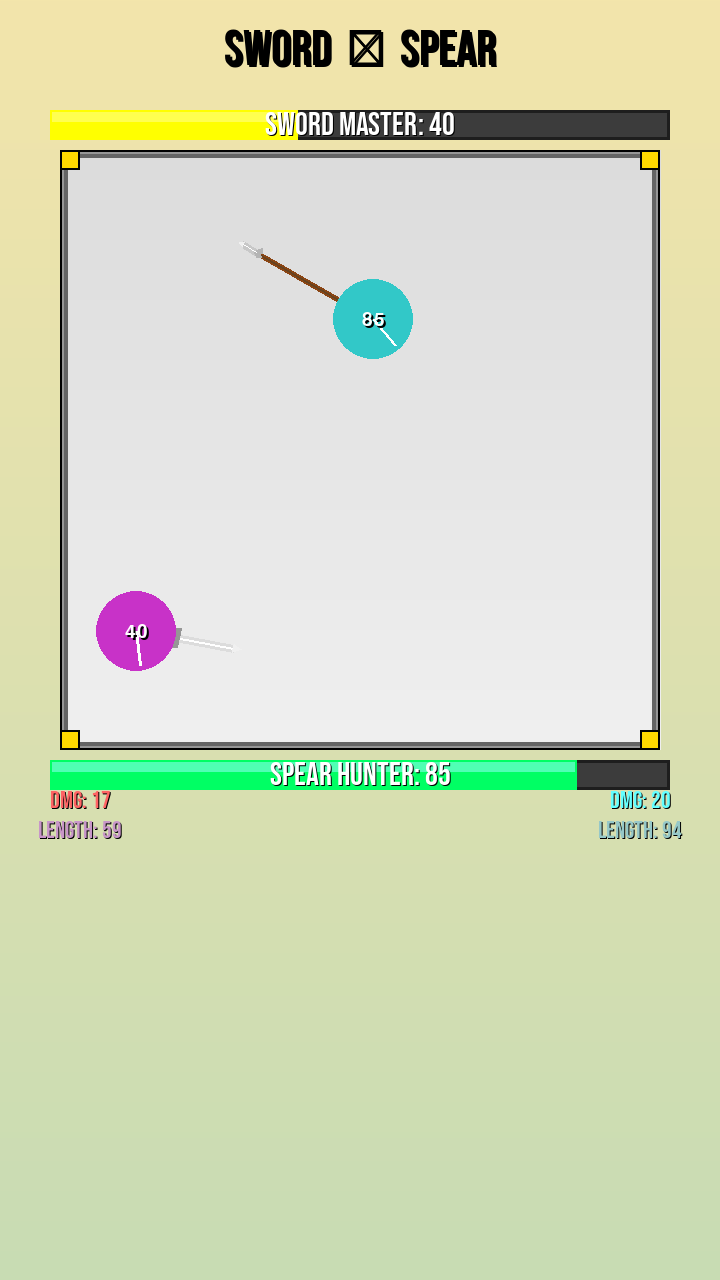 SWORD SPEAR
SWORD MASTER: 40
85
40
SPEAR HUNTER: 85
DMG: 17
DMG: 20
LENGTH: 59
LENGTH: 94